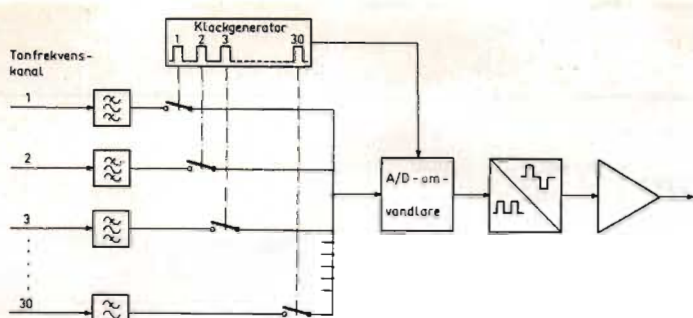 Klockgenerator
1 2 3 30
Tonfrekvens-
kanal
1
2
3
30
A/D-om-
vandlare